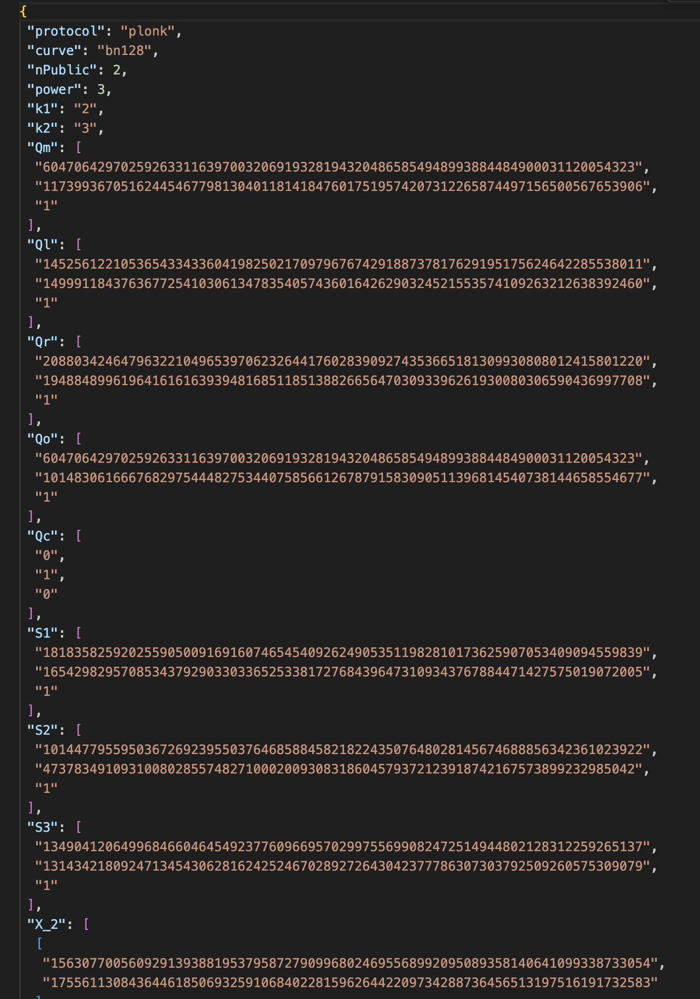 {
"protocol": "plonk",
"curve": "bn128",
"nPublic": 2,
"power": 3,
"k1": "2",
"k2": "3",
"Qm": [
"6047064297025926331163970032069193281943204865854948993884484900031120054323",
"11739936705162445467798130401181418476017519574207312265874497156500567653906",
"1"
],
"Ql": [
"14525612210536543343360419825021709796767429188737817629195175624642285538011",
"14999118437636772541030613478354057436016426290324521553574109263212638392460",
"1"
],
"Qr": [
"20880342464796322104965397062326441760283909274353665181309930808012415801220",
"19488489961964161616393948168511851388266564703093396261930080306590436997708",
"1"
],
"Qo": [
"6047064297025926331163970032069193281943204865854948993884484900031120054323",
"10148306166676829754448275344075856612678791583090511396814540738144658554677",
"1"
],
"Qc": [
"0",
"1",
"0"
],
"S1": [
"18183582592025590500916916074654540926249053511982810173625907053409094559839",
"16542982957085343792903303365253381727684396473109343767884471427575019072005",
"1"
],
"S2": [
"10144779559503672692395503764685884582182243507648028145674688856342361023922",
"4737834910931008028557482710002009308318604579372123918742167573899232985042",
"1"
],
"S3": [
"13490412064996846604645492377609669570299755699082472514944802128312259265137",
"13143421809247134543062816242524670289272643042377786307303792509260575309079",
"1"
],
"X_2": [
[
"15630770056092913938819537958727909968024695568992095089358140641099338733054",
"17556113084364461850693259106840228159626442209734288736456513197516191732583"
]